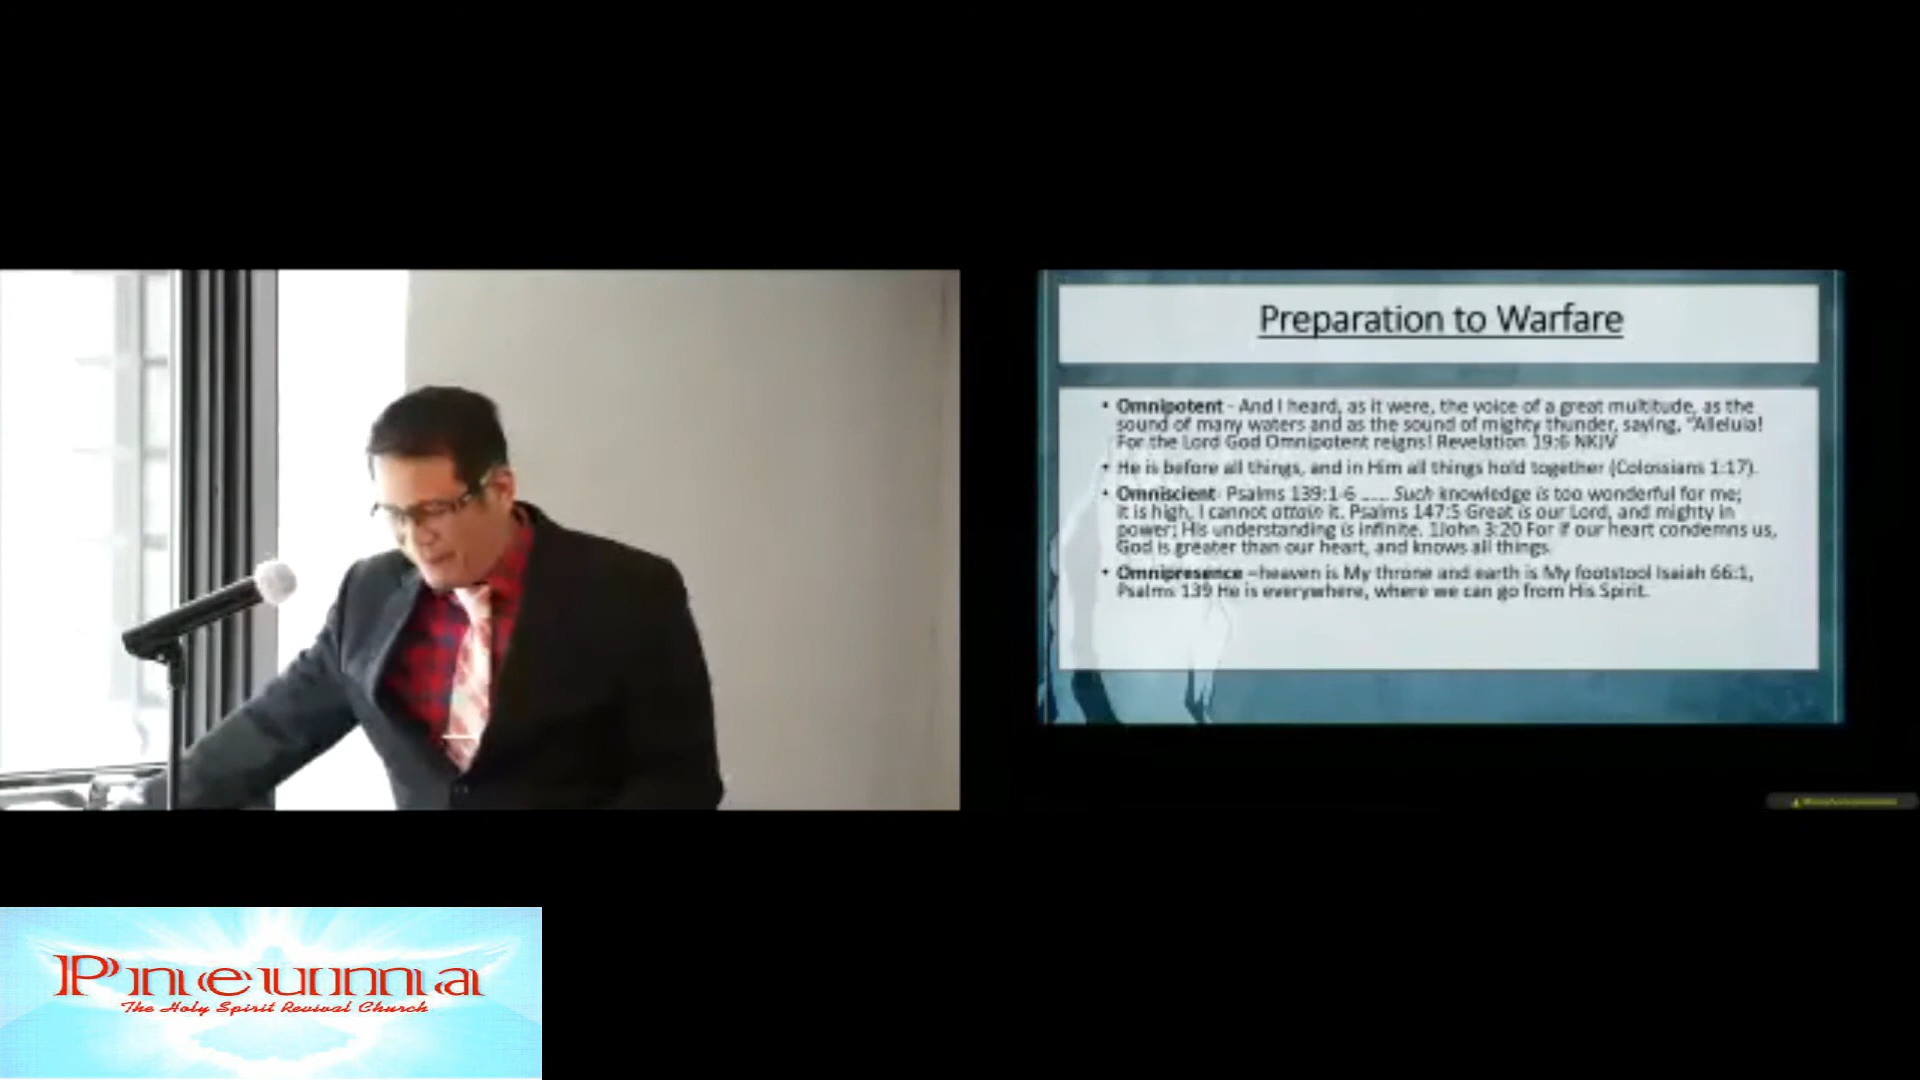 Preparation to Warfare
• Omnipotent - And I heard, as it were, the voice of a great multitude, as the
sound of many waters and as the sound of mighty thunder, saying, "Alleluia!
For the Lord God Omnipotent reigns! Revelation 19:6 NKJV
• He is before all things, and in Him all things hold together (Colossians 1:17).
• Omniscient- Psalms 139:1-6 ..... Such knowledge is too wonderful for me;
it is high, I cannot attain it. Psalms 147:5 Great is our Lord, and mighty in
power; His understanding is infinite. 1John 3:20 For if our heart condemns us,
God is greater than our heart, and knows all things.
• Omnipresence –heaven is My throne and earth is My footstool Isaiah 66:1,
Psalms 139 He is everywhere, where we can go from His Spirit.
Pneuma
The Holy Spirit Revival Church